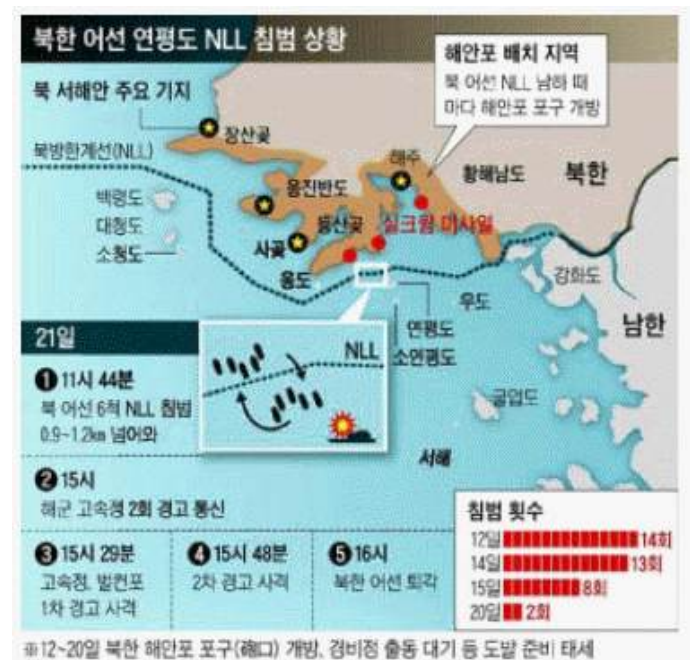 북한 어선 연평도 NLL 침범 상황
해안포 배치 지역
북 어선 NLL 남하 때
마다 해안포 포구 개방
북 서해안 주요 기지
장산곶
북방한계선(NLL)
해주
황해남도
북한
백령도
대청도
소청도
옹진반도
등산곶
실크웜 미사일
사곶
옹도
강화도
우도
남한
연평도
소연평도
NLL
굴업도
서해
21일
❶ 11시 44분
북 어선 6척 NLL 침범
0.9~1.2㎞ 넘어와
❷ 15시
해군 고속정 2회 경고 통신
❸ 15시 29분
고속정, 벌컨포
1차 경고 사격
❹ 15시 48분
2차 경고 사격
❺ 16시
북한 어선 퇴각
침범 횟수
12일 14회
14일 13회
15일 8회
20일 2회
※12~20일 북한 해안포 포구(砲口) 개방, 경비정 출동 대기 등 도발 준비 태세